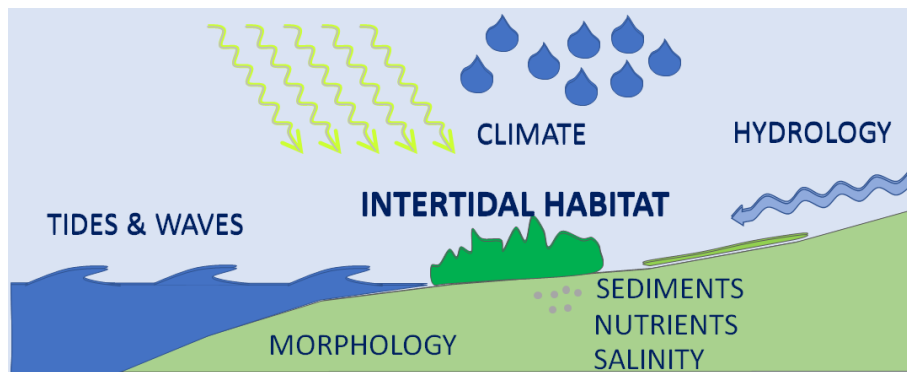 CLIMATE
HYDROLOGY
INTERTIDAL HABITAT
TIDES & WAVES
SEDIMENTS
NUTRIENTS
MORPHOLOGY
SALINITY